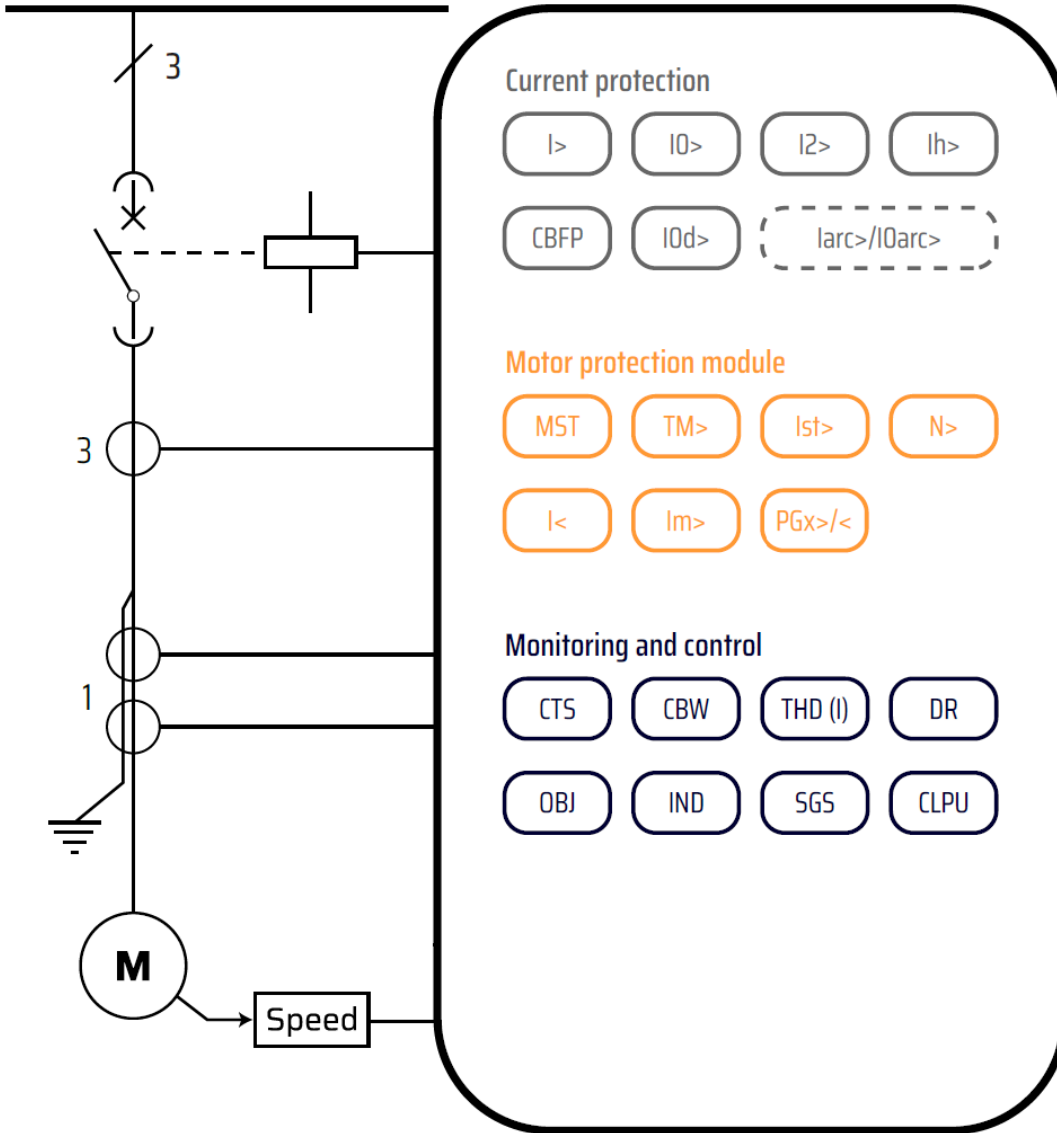 3
Current protection
I> I0> I2> Ih>
CBFP I0d> Iarc>/I0arc>
Motor protection module
MST TM> Ist> N>
3
I< Im> PGx>/<
Monitoring and control
1
CTS CBW THD (I) DR
OBJ IND SGS CLPU
M
Speed